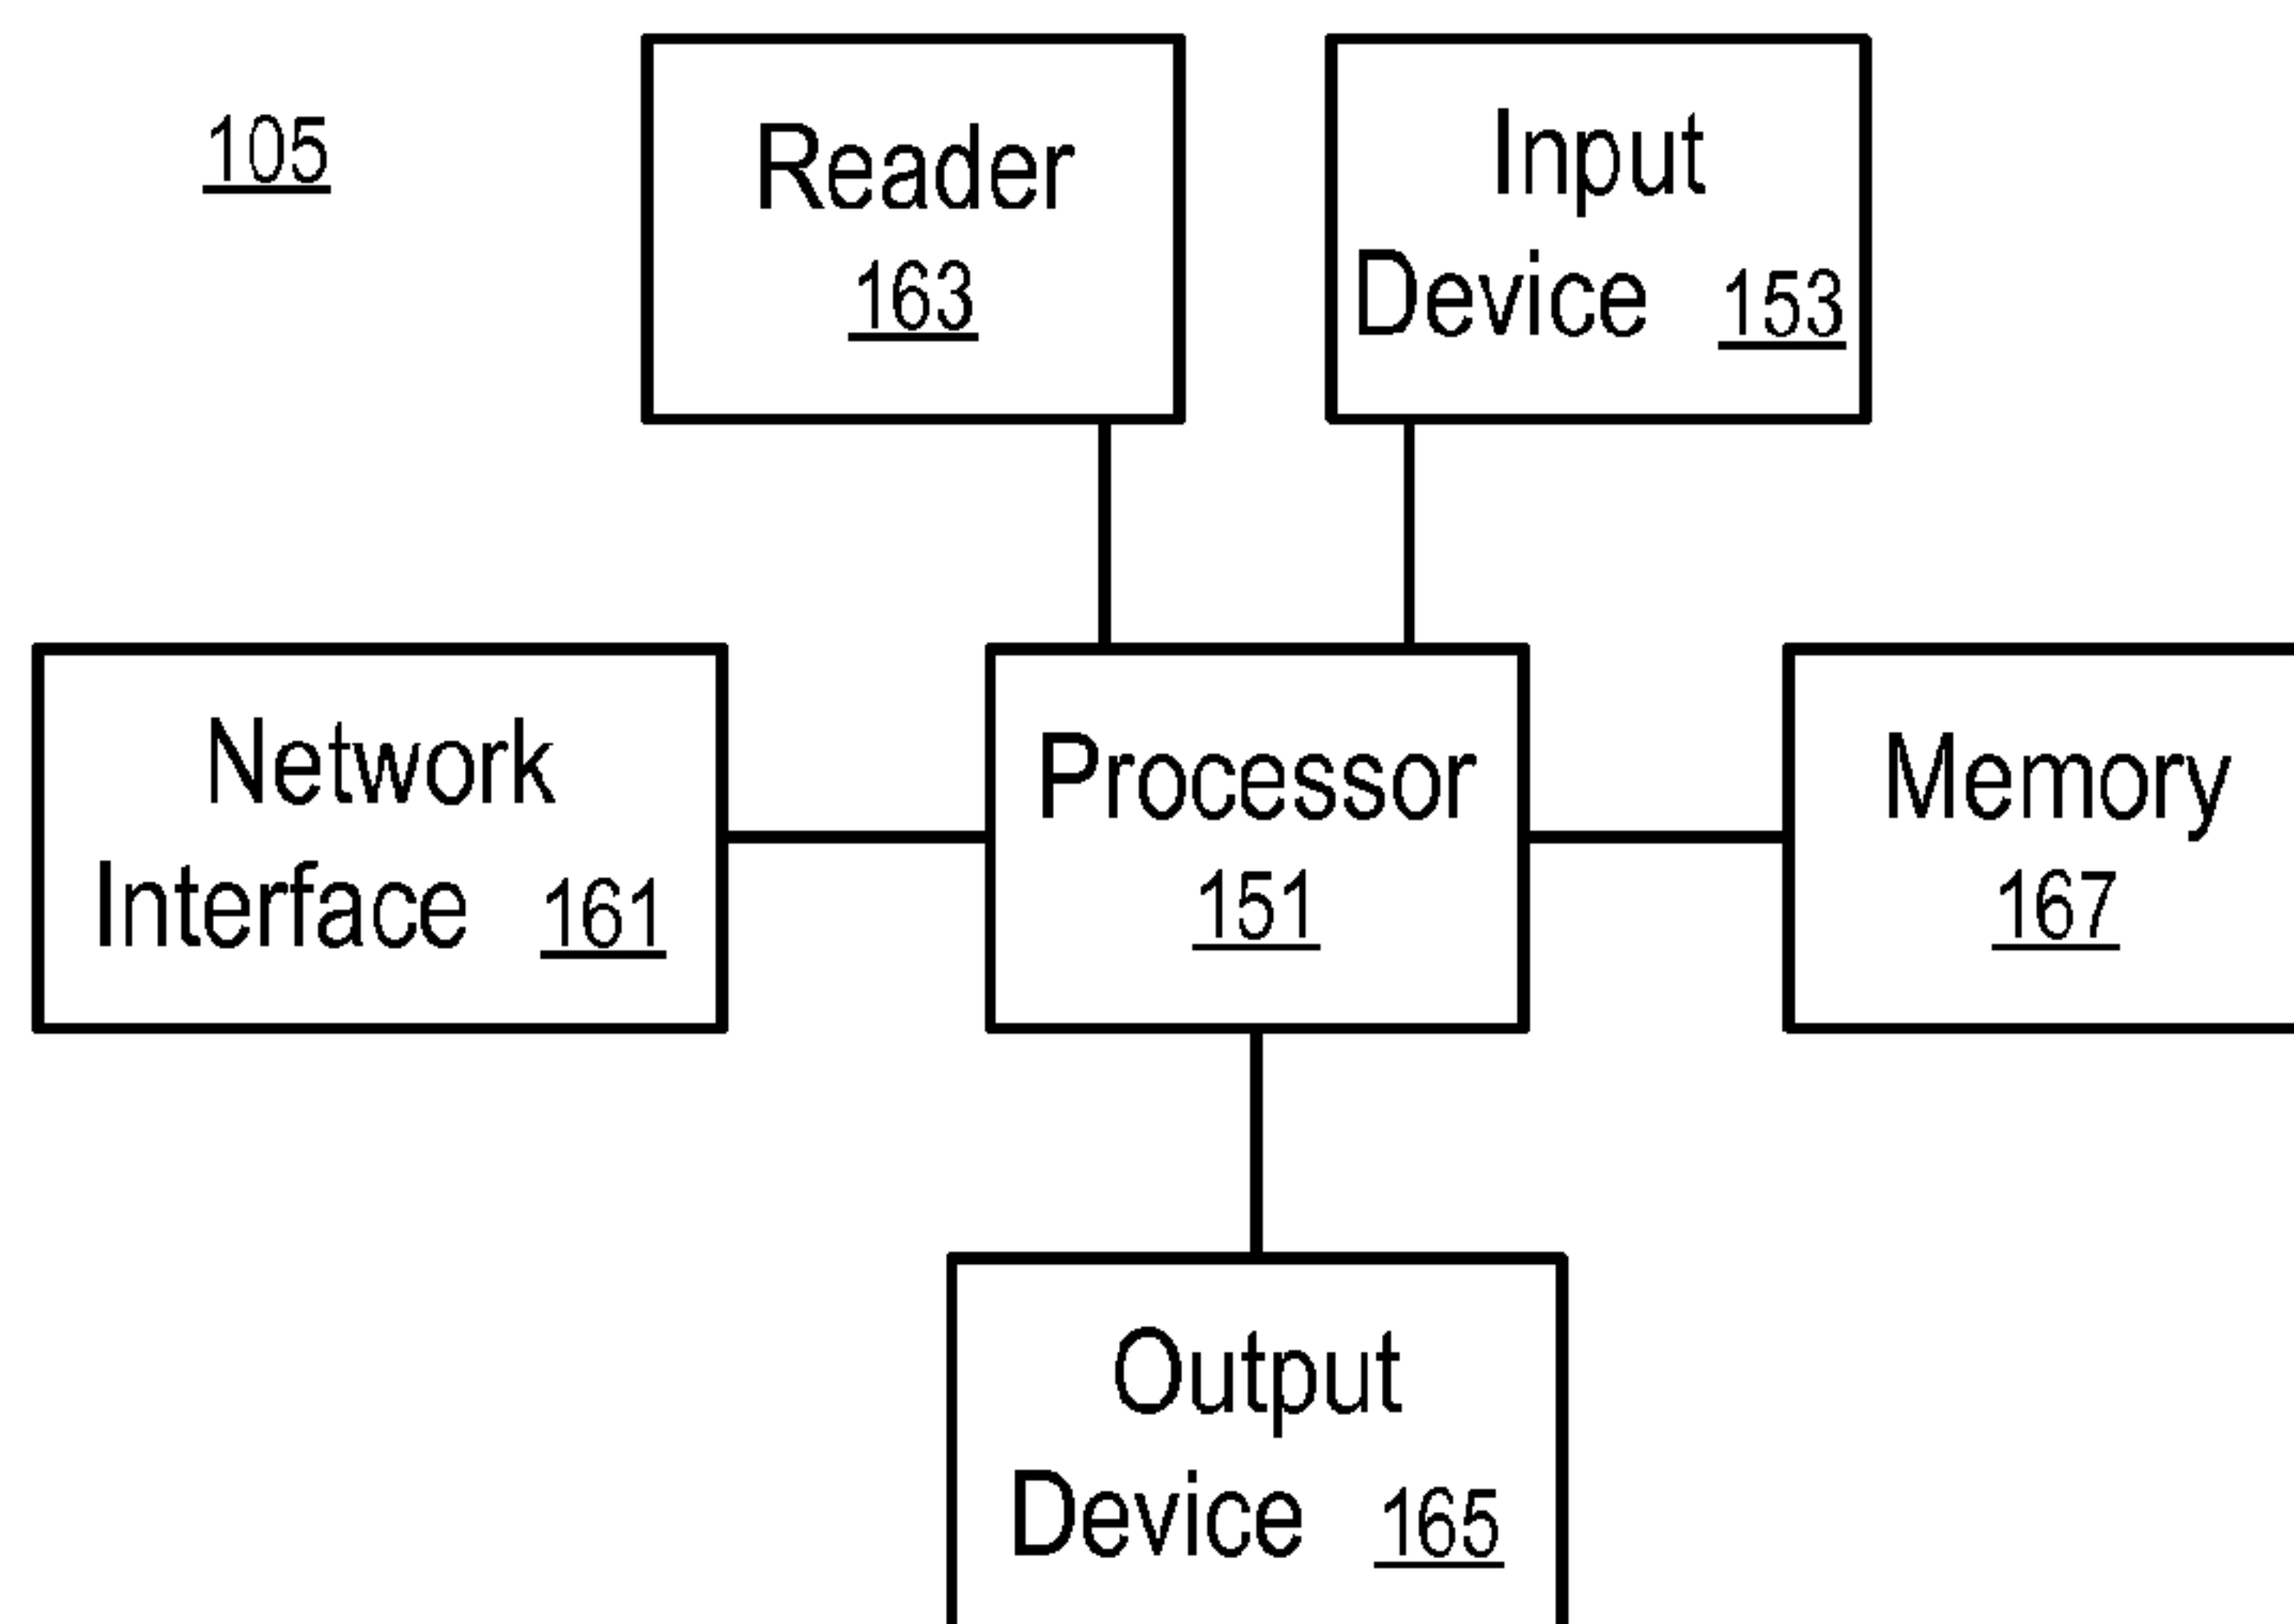 105
Reader
163
Input
Device 153
Network
Interface 161
Processor
151
Memory
167
Output
Device 165